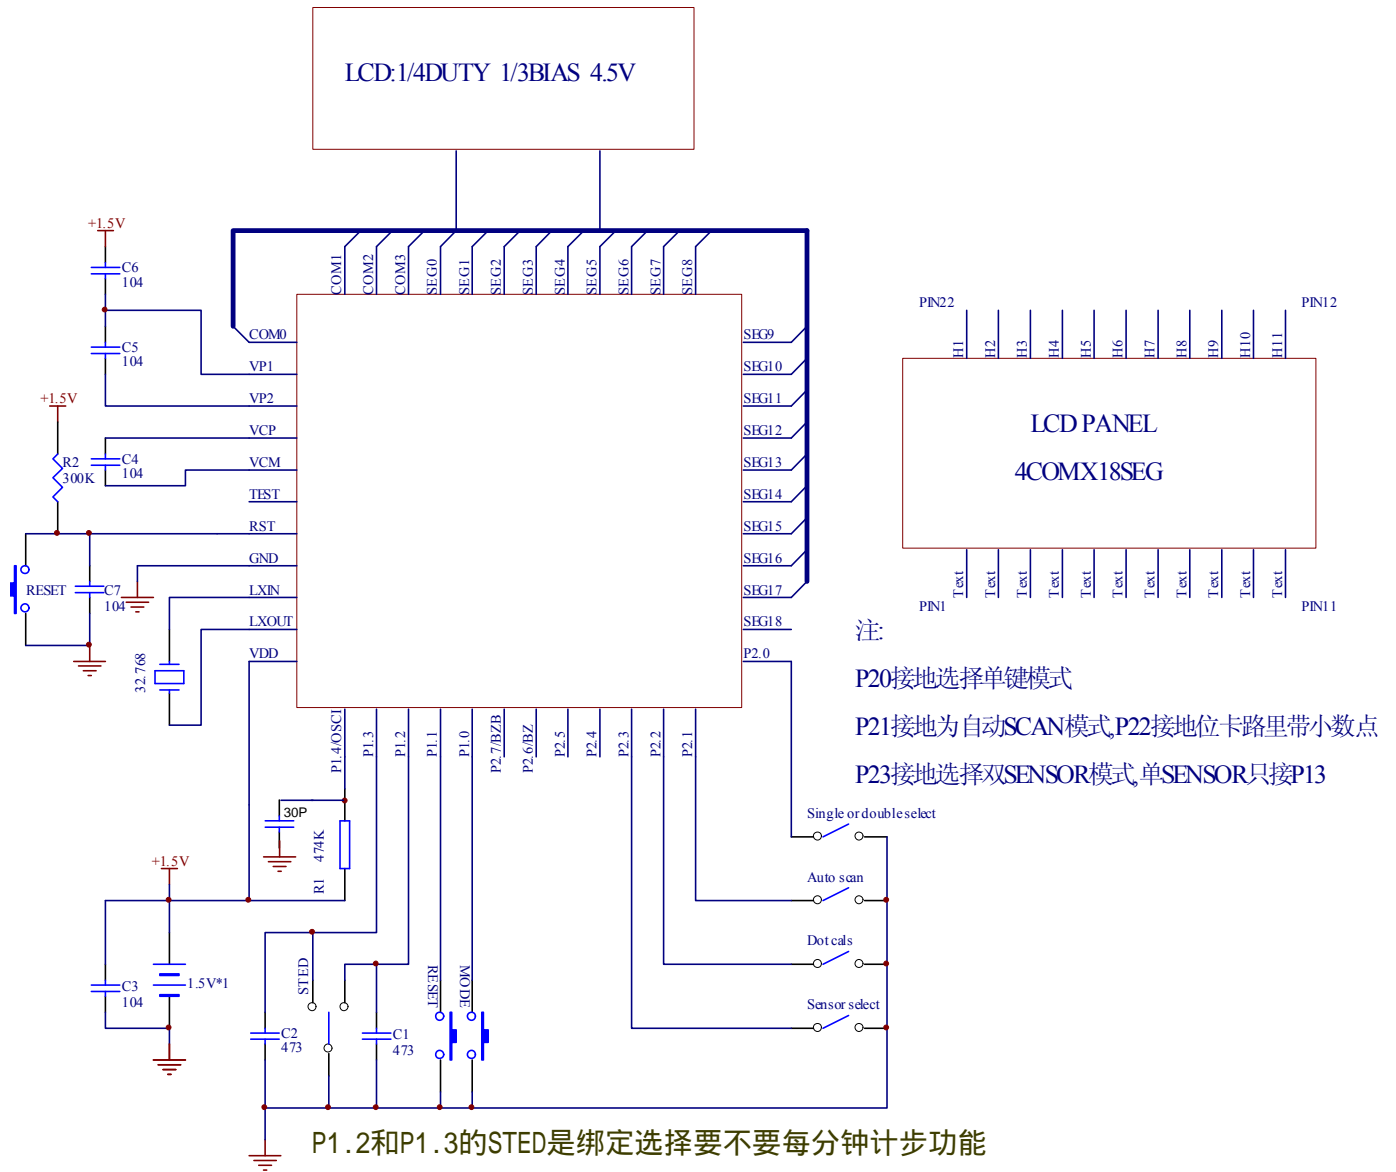 LCD:1/4DUTY 1/3BIAS 4.5V
+1.5V
C6
104
C5
104
+1.5V
R2
300K
C4
104
RESET
C7
104
32.768
COM1
COM2
COM3
SEG0
SEG1
SEG2
SEG3
SEG4
SEG5
SEG6
SEG7
SEG8
COM0
VP1
VP2
VCP
VCM
TEST
RST
GND
LXIN
LXOUT
VDD
SEG9
SEG10
SEG11
SEG12
SEG13
SEG14
SEG15
SEG16
SEG17
SEG18
P2.0
P1.4/OSCI
P1.3
P1.2
P1.1
P1.0
P2.7/BZB
P2.6/BZ
P2.5
P2.4
P2.3
P2.2
P2.1
PIN22
PIN12
H1
H2
H3
H4
H5
H6
H7
H8
H9
H10
H11
LCD PANEL
4COMX18SEG
Text
Text
Text
Text
Text
Text
Text
Text
Text
Text
Text
PIN1
PIN11
注:
P20接地选择单键模式
P21接地为自动SCAN模式,P22接地位卡路里带小数点
P23接地选择双SENSOR模式,单SENSOR只接P13
30P
474K
R1
+1.5V
C3
104
1.5V*1
STED
C2
473
C1
473
RESET
MODE
Single or double select
Auto scan
Dot cals
Sensor select
P1.2和P1.3的STED是绑定选择要不要每分钟计步功能